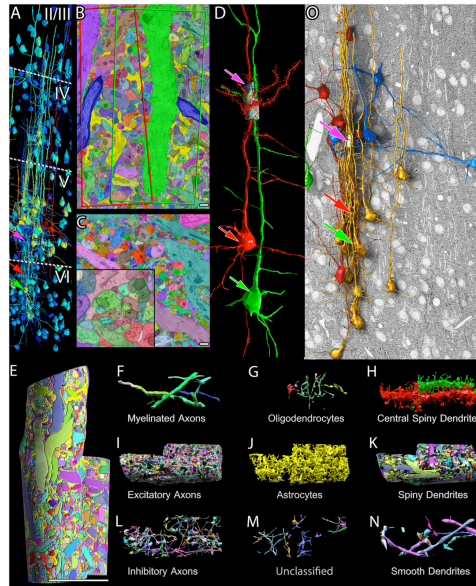 A
II/III
B
D
O
IV
V
VI
C
E
F
G
H
Myelinated Axons
Oligodendrocytes
Central Spiny Dendrite
I
J
K
Excitatory Axons
Astrocytes
Spiny Dendrites
L
M
N
Inhibitory Axons
Unclassified
Smooth Dendrites